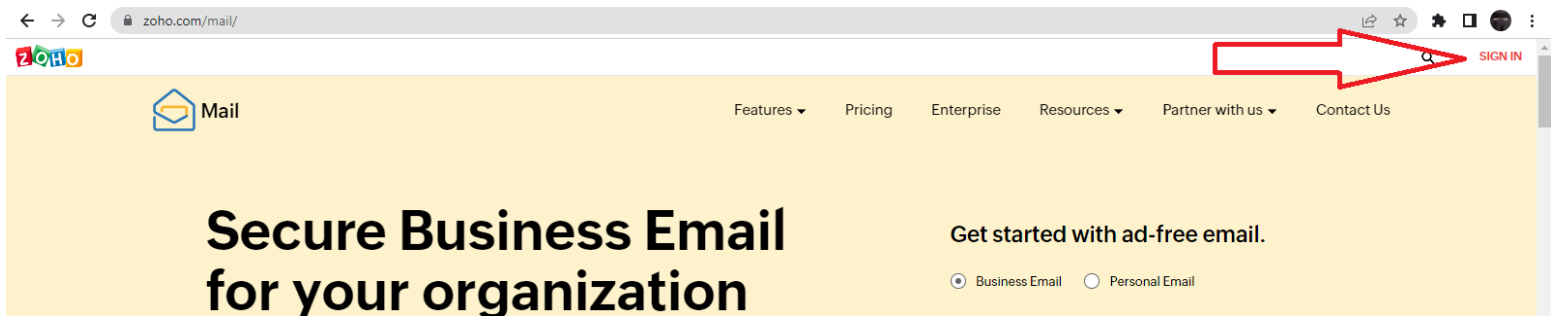 zoho.com/mail/
ZOHO
SIGN IN
Mail
Features
Pricing
Enterprise
Resources
Partner with us
Contact Us
Secure Business Email
for your organization
Get started with ad-free email.
Business Email
Personal Email